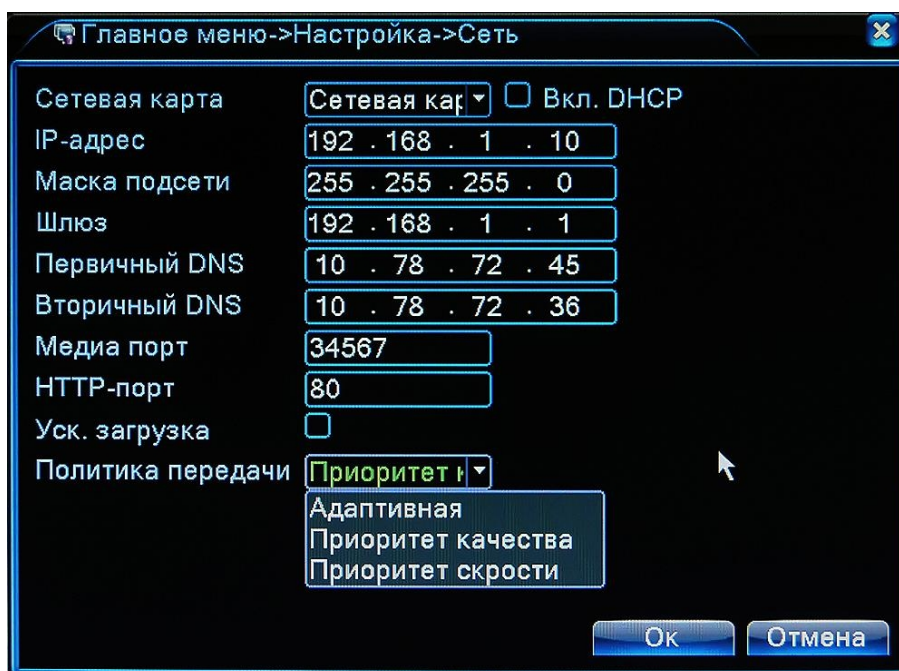 Главное меню->Настройка->Сеть
Сетевая карта Сетевая кар Вкл. DHCP
IP-адрес 192 . 168 . 1 . 10
Маска подсети 255 . 255 . 255 . 0
Шлюз 192 . 168 . 1 . 1
Первичный DNS 10 . 78 . 72 . 45
Вторичный DNS 10 . 78 . 72 . 36
Медиа порт 34567
HTTP-порт 80
Уск. загрузка
Политика передачи Приоритет
Адаптивная
Приоритет качества
Приоритет скрости
Ок Отмена